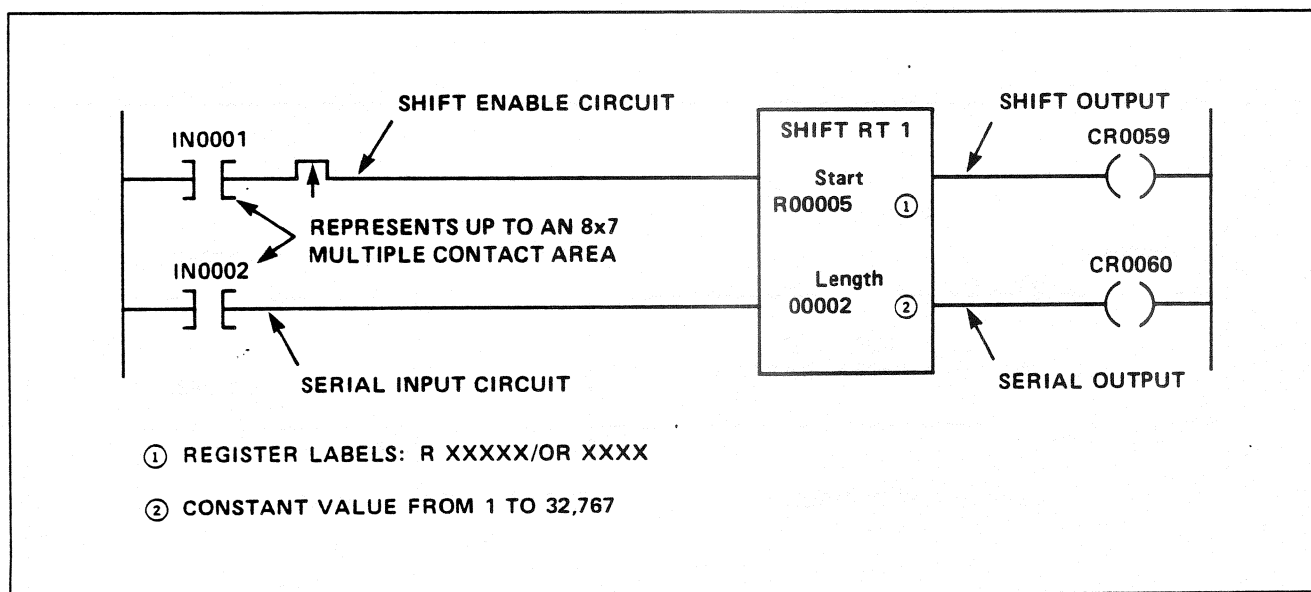 SHIFT ENABLE CIRCUIT
SHIFT OUTPUT
IN0001
SHIFT RT 1
CR0059
Start
R00005 ①
REPRESENTS UP TO AN 8x7
MULTIPLE CONTACT AREA
IN0002
Length
00002 ②
CR0060
SERIAL INPUT CIRCUIT
SERIAL OUTPUT
① REGISTER LABELS: R XXXXX/OR XXXX
② CONSTANT VALUE FROM 1 TO 32,767